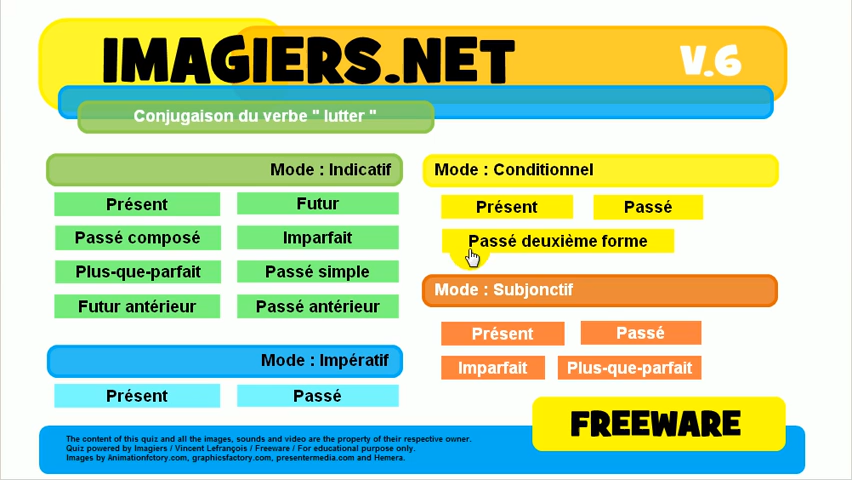 IMAGIERS.NET
V.6
Conjugaison du verbe " lutter "
Mode : Indicatif
Présent
Futur
Passé composé
Imparfait
Plus-que-parfait
Passé simple
Futur antérieur
Passé antérieur
Mode : Impératif
Présent
Passé
Mode : Conditionnel
Présent
Passé
Passé deuxième forme
Mode : Subjonctif
Présent
Passé
Imparfait
Plus-que-parfait
FREEWARE
The content of this quiz and all the images, sounds and video are the property of their respective owner.
Quiz powered by Imagiers / Vincent Lefrançois / Freeware / For educational purpose only.
Images by Animationfctory.com, graphicsfactory.com, presentermedia.com and Hemera.